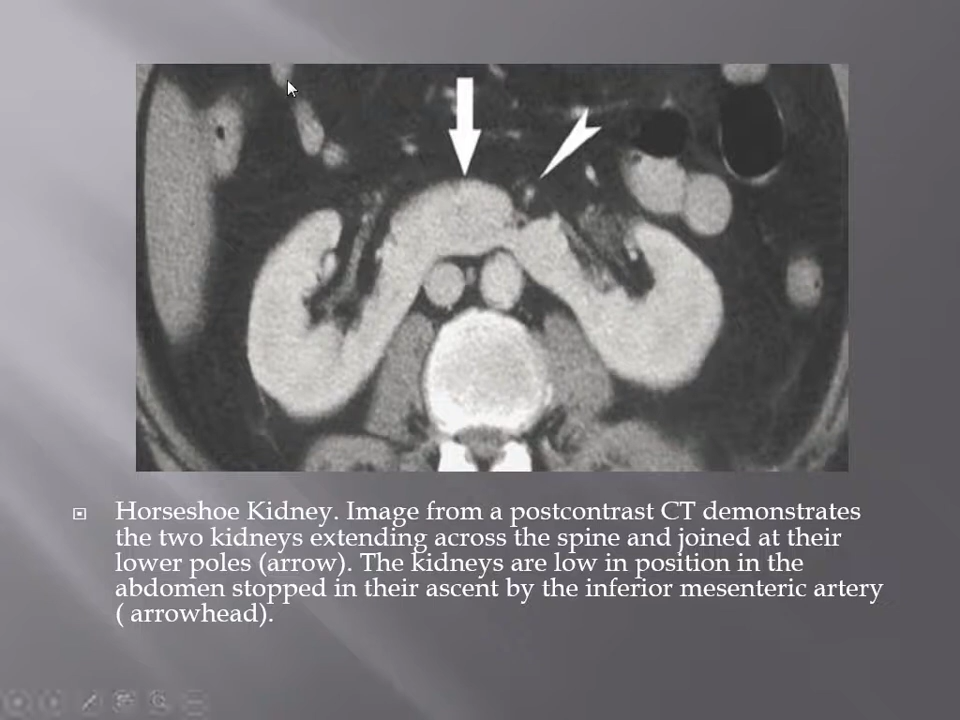 Horseshoe Kidney. Image from a postcontrast CT demonstrates
the two kidneys extending across the spine and joined at their
lower poles (arrow). The kidneys are low in position in the
abdomen stopped in their ascent by the inferior mesenteric artery
( arrowhead).